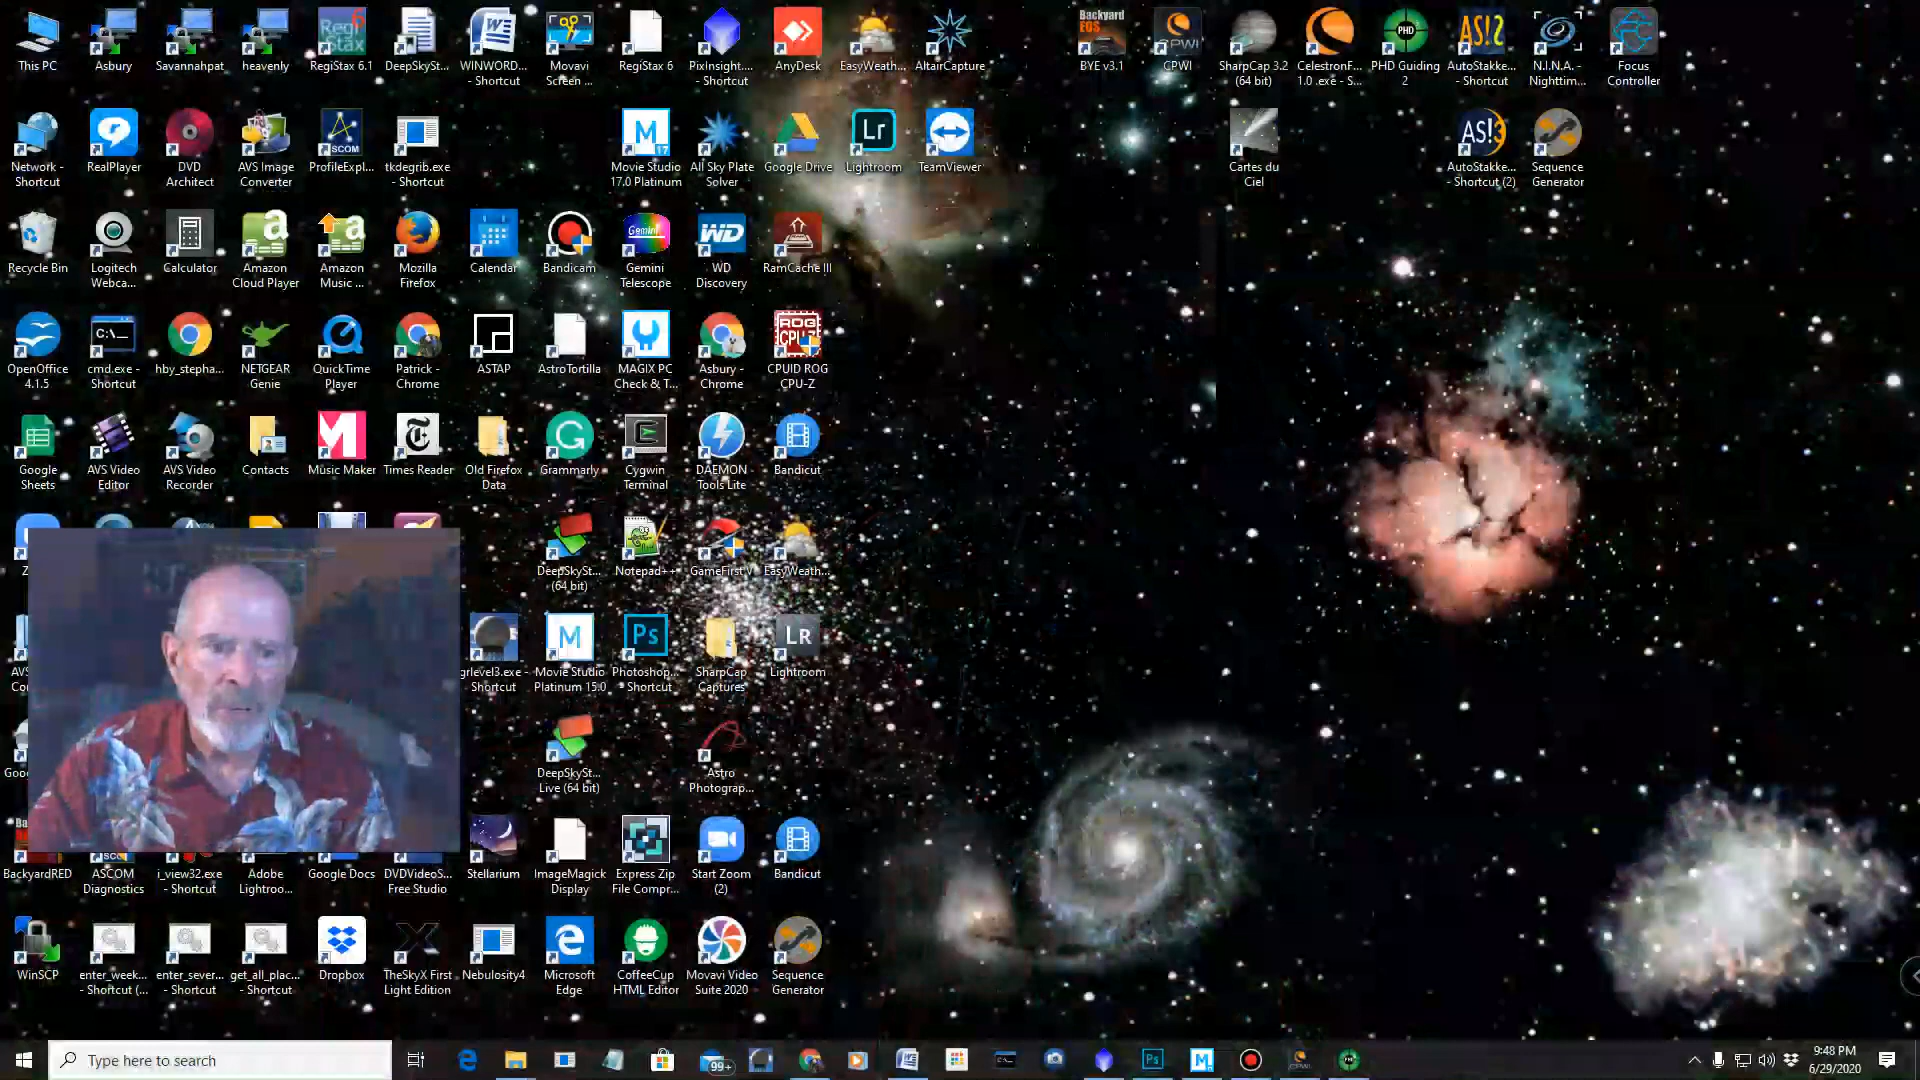 This PC
Asbury
Savannahpat
heavenly
RegiStax 6.1
DeepSkySt...
WINWORD...
- Shortcut
Movavi
Screen ...
RegiStax 6
PixInsight....
- Shortcut
AnyDesk
EasyWeath...
AltairCapture
Backyard
EOS
BYE v3.1
CPWI
SharpCap 3.2
(64 bit)
CelestronF...
1.0 .exe - S...
PHD Guiding
2
AutoStakke...
- Shortcut
N.I.N.A. -
Nighttim...
Focus
Controller
Network -
Shortcut
RealPlayer
DVD
Architect
AVS Image
Converter
ProfileExpl...
tkdegrib.exe
- Shortcut
Movie Studio
17.0 Platinum
All Sky Plate
Solver
Google Drive
Lightroom
TeamViewer
Cartes du
Ciel
AutoStakke...
- Shortcut (2)
Sequence
Generator
Recycle Bin
Logitech
Webca...
Calculator
Amazon
Cloud Player
Amazon
Music ...
Mozilla
Firefox
Calendar
Bandicam
Gemini
Telescope
WD
Discovery
RamCache III
OpenOffice
4.1.5
cmd.exe -
Shortcut
hby_stepha...
NETGEAR
Genie
QuickTime
Player
Patrick -
Chrome
ASTAP
AstroTortilla
MAGIX PC
Check & T...
Asbury -
Chrome
CPUID ROG
CPU-Z
Google
Sheets
AVS Video
Editor
AVS Video
Recorder
Contacts
Music Maker
Times Reader
Old Firefox
Data
Grammarly
Cygwin
Terminal
DAEMON
Tools Lite
Bandicut
DeepSkySt...
(64 bit)
Notepad++
GameFirst V
EasyWeath...
grlevel3.exe -
Shortcut
Movie Studio
Platinum 15.0
Photoshop...
- Shortcut
SharpCap
Captures
Lightroom
DeepSkySt...
Live (64 bit)
Astro
Photograp...
BackyardRED
ASCOM
Diagnostics
i_view32.exe
- Shortcut
Adobe
Lightroo...
Google Docs
DVDVideoS...
Free Studio
Stellarium
ImageMagick
Display
Express Zip
File Compr...
Start Zoom
(2)
Bandicut
WinSCP
enter_week...
- Shortcut (...
enter_sever...
- Shortcut
get_all_plac...
- Shortcut
Dropbox
TheSkyX First
Light Edition
Nebulosity4
Microsoft
Edge
CoffeeCup
HTML Editor
Movavi Video
Suite 2020
Sequence
Generator
Type here to search
99+
9:48 PM
6/29/2020